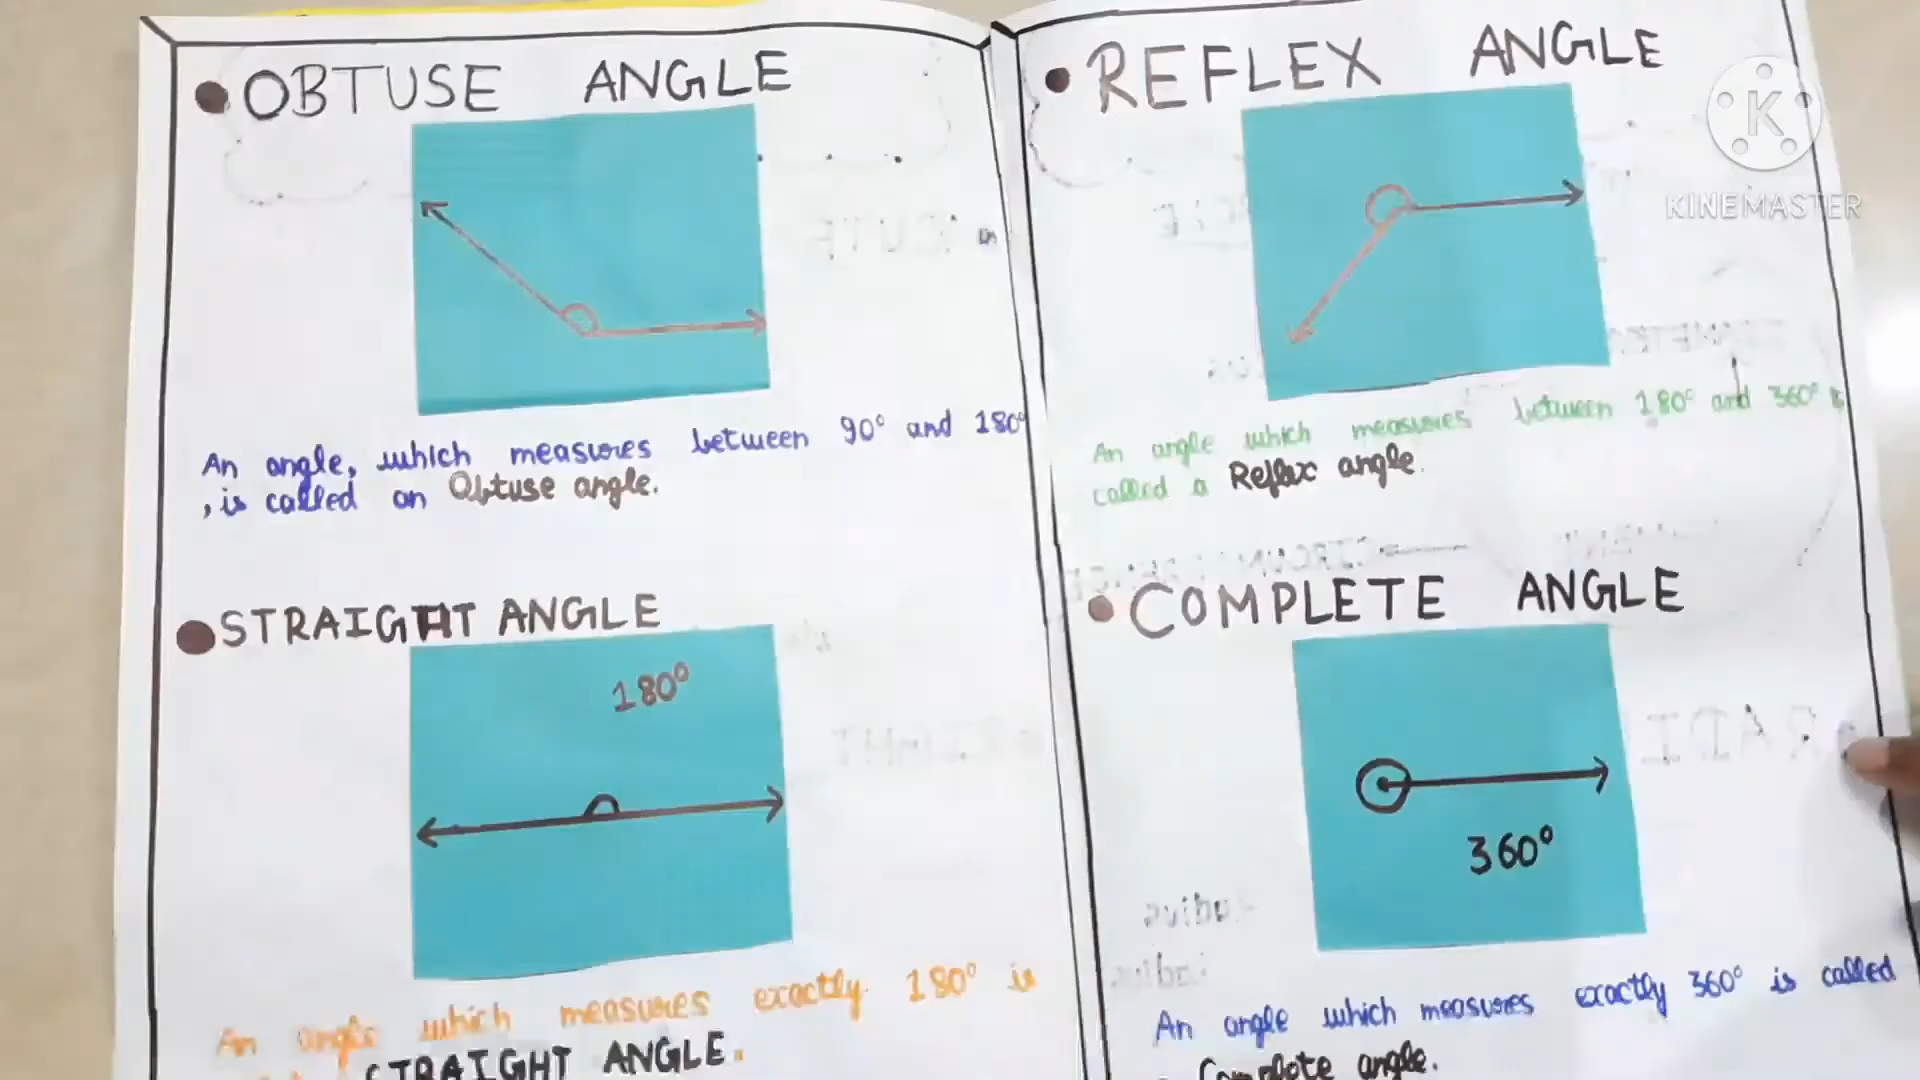 OBTUSE ANGLE
An angle, which measures between 90° and 180°
, is called an Obtuse angle.
STRAIGHT ANGLE
180°
An angle which measures exactly 180° is
STRAIGHT ANGLE.
REFLEX ANGLE
An angle which measures between 180° and 360° is
called a Reflex angle.
COMPLETE ANGLE
360°
An angle which measures exactly 360° is called
Complete angle.
K
KINEMASTER